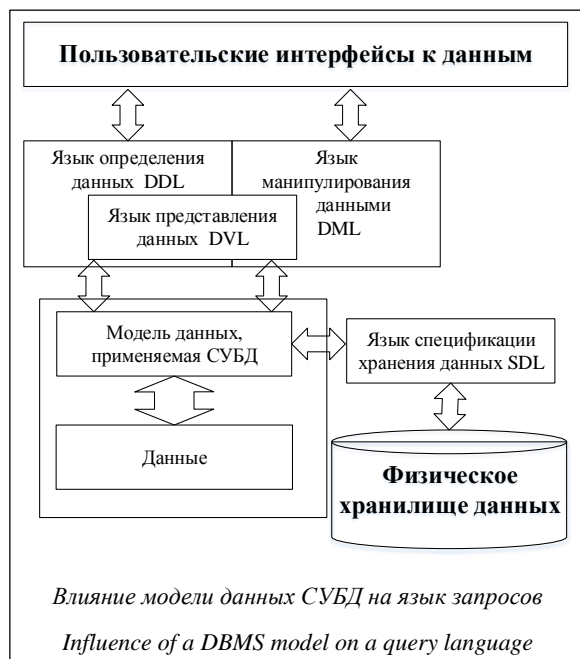 Пользовательские интерфейсы к данным
Язык определения
данных DDL
Язык
манипулирования
данными
DML
Язык представления
данных DVL
Модель данных,
применяемая СУБД
Язык спецификации
хранения данных SDL
Данные
Физическое
хранилище данных
Влияние модели данных СУБД на язык запросов
Influence of a DBMS model on a query language